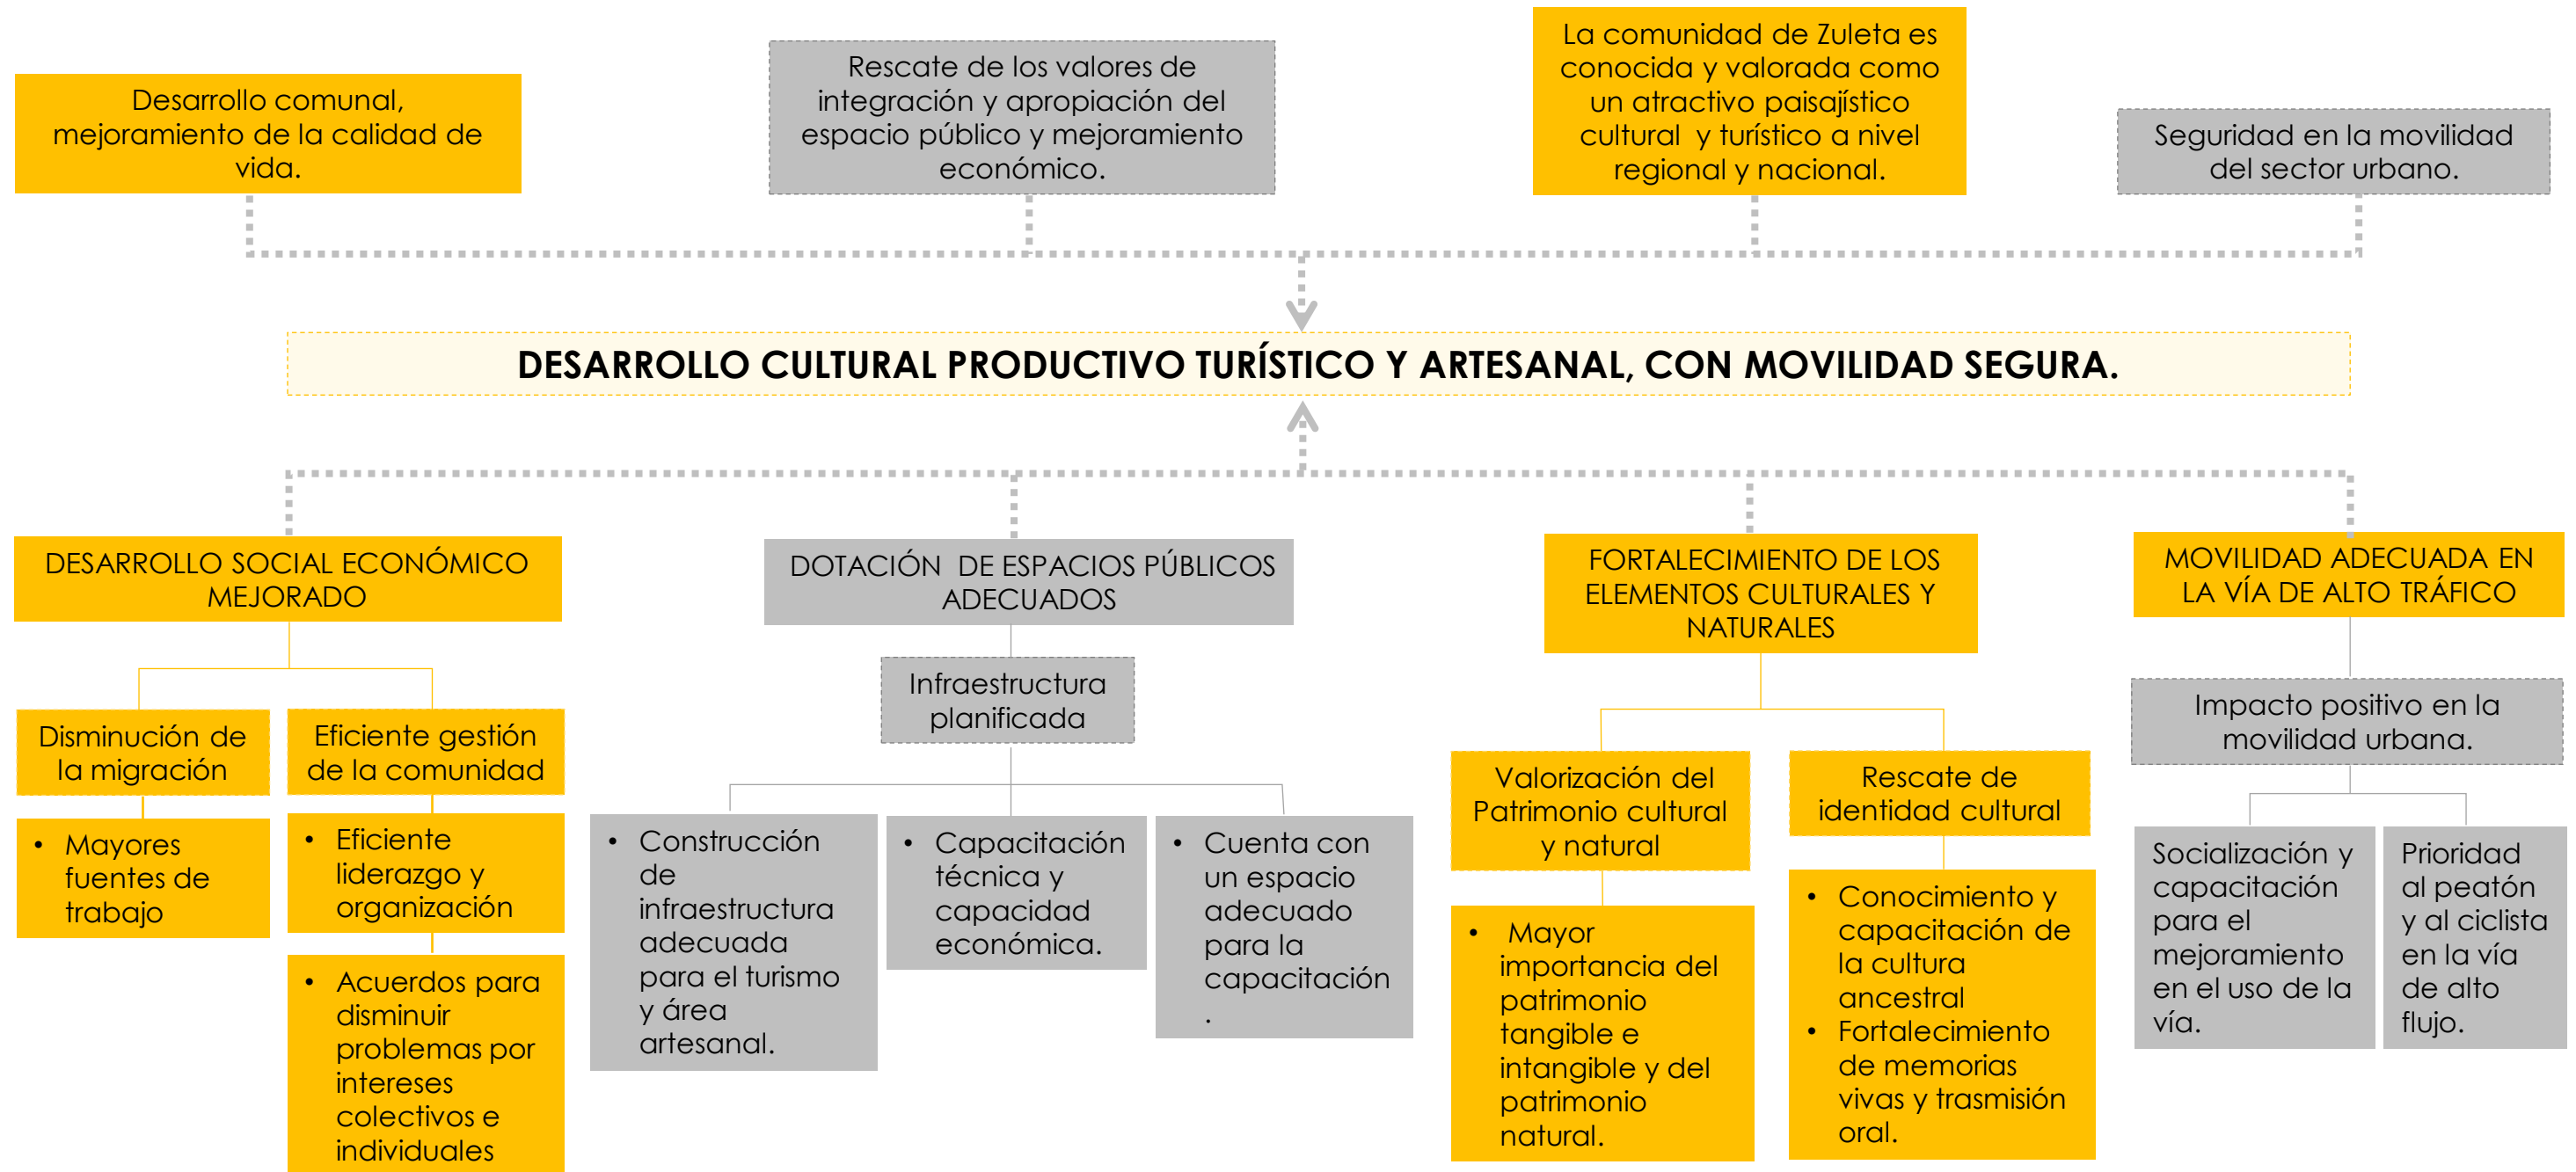 Desarrollo comunal,
mejoramiento de la calidad de
vida.
Rescate de los valores de
integración y apropiación del
espacio público y mejoramiento
económico.
La comunidad de Zuleta es
conocida y valorada como
un atractivo paisajístico
cultural y turístico a nivel
regional y nacional.
Seguridad en la movilidad
del sector urbano.
DESARROLLO CULTURAL PRODUCTIVO TURÍSTICO Y ARTESANAL, CON MOVILIDAD SEGURA.
DESARROLLO SOCIAL ECONÓMICO
MEJORADO
DOTACIÓN DE ESPACIOS PÚBLICOS
ADECUADOS
FORTALECIMIENTO DE LOS
ELEMENTOS CULTURALES Y
NATURALES
MOVILIDAD ADECUADA EN
LA VÍA DE ALTO TRÁFICO
Disminución de
la migración
Eficiente gestión
de la comunidad
Infraestructura
planificada
Valorización del
Patrimonio cultural
y natural
Rescate de
identidad cultural
Impacto positivo en la
movilidad urbana.
• Mayores
fuentes de
trabajo
• Eficiente
liderazgo y
organización
• Acuerdos para
disminuir
problemas por
intereses
colectivos e
individuales
• Construcción
de
infraestructura
adecuada
para el turismo
y área
artesanal.
• Capacitación
técnica y
capacidad
económica.
• Cuenta con
un espacio
adecuado
para la
capacitación
.
• Mayor
importancia del
patrimonio
tangible e
intangible y del
patrimonio
natural.
• Conocimiento y
capacitación de
la cultura
ancestral
• Fortalecimiento
de memorias
vivas y trasmisión
oral.
Socialización y
capacitación
para el
mejoramiento
en el uso de la
vía.
Prioridad
al peatón
y al ciclista
en la vía
de alto
flujo.